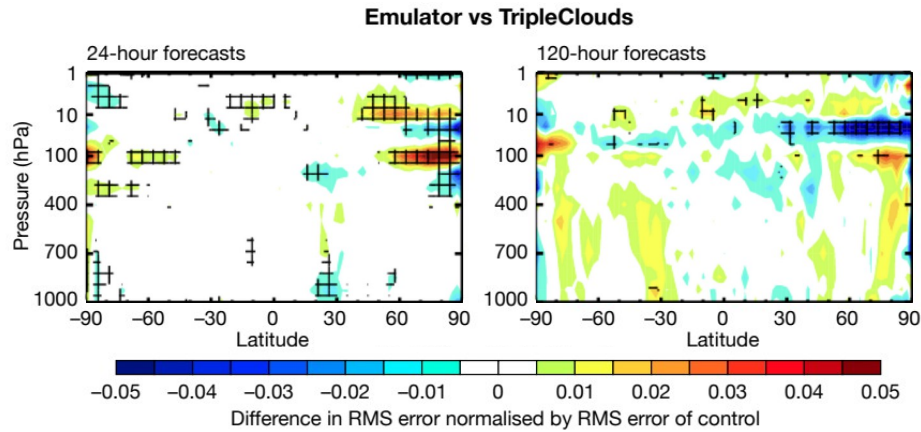 Emulator vs TripleClouds
24-hour forecasts
120-hour forecasts
Pressure (hPa)
1
10
100
400
700
1000
−90 −60 −30 0 30 60 90
Latitude
1
10
100
400
700
1000
−90 −60 −30 0 30 60 90
Latitude
−0.05 −0.04 −0.03 −0.02 −0.01 0 0.01 0.02 0.03 0.04 0.05
Difference in RMS error normalised by RMS error of control